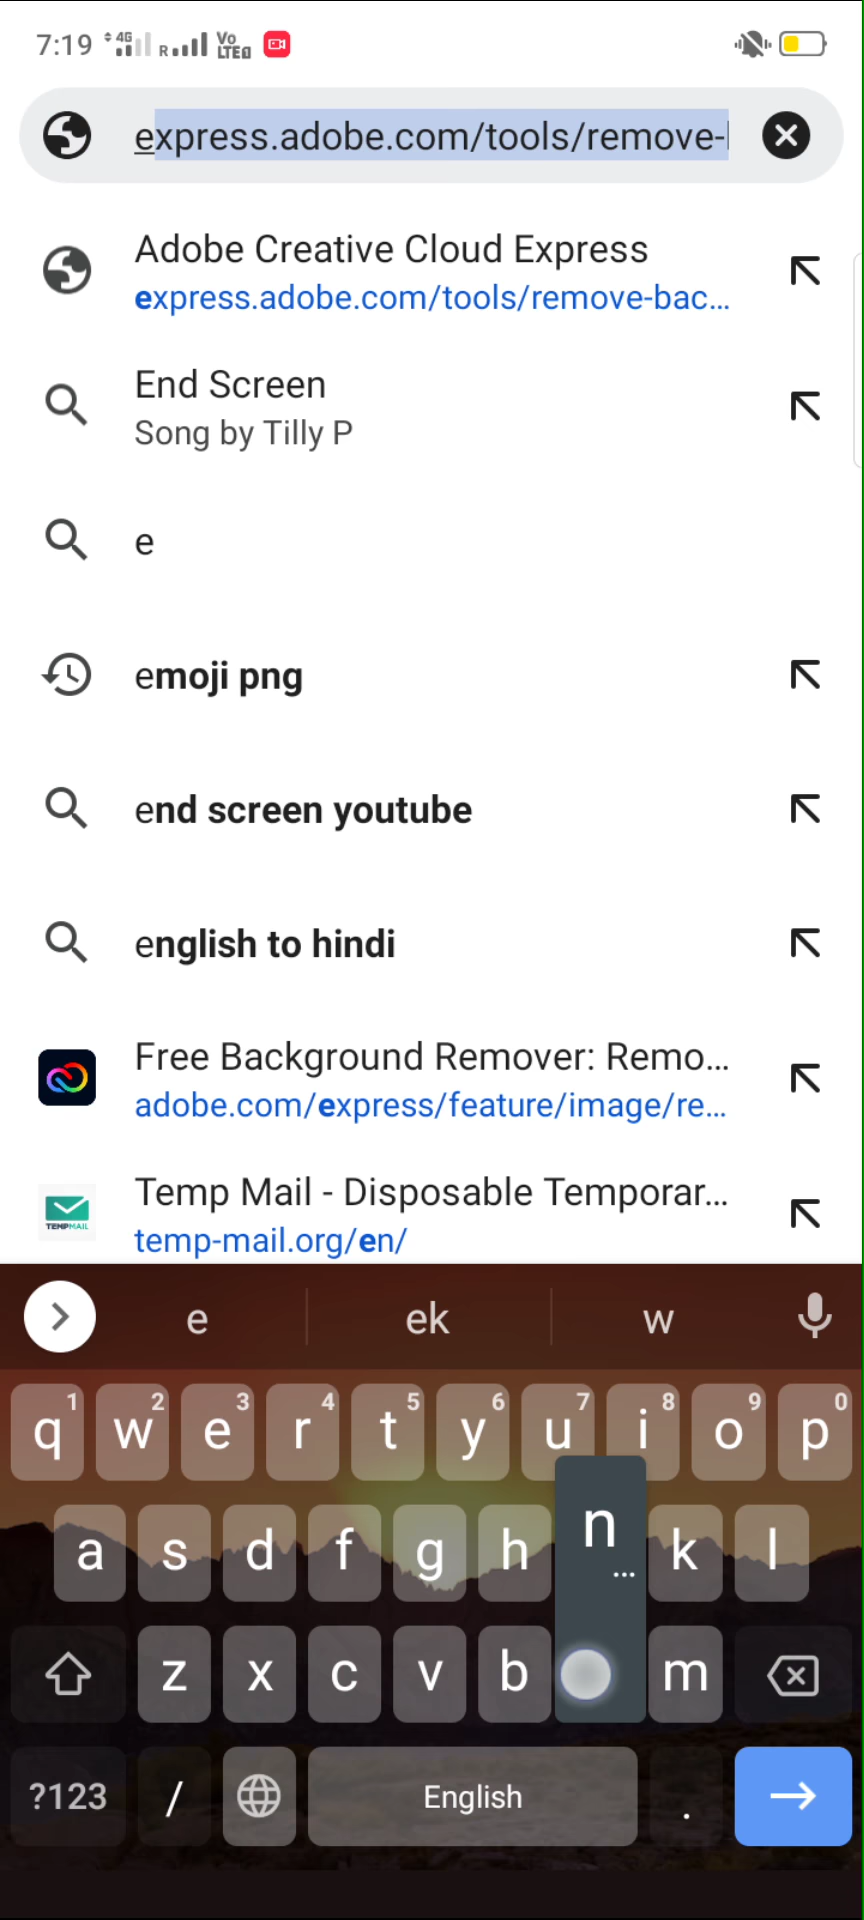 7:19 4G R VoLTE
express.adobe.com/tools/remove-
Adobe Creative Cloud Express
express.adobe.com/tools/remove-bac...
End Screen
Song by Tilly P
e
emoji png
end screen youtube
english to hindi
Free Background Remover: Remo...
adobe.com/express/feature/image/re...
TEMPMAIL
Temp Mail - Disposable Temporar...
temp-mail.org/en/
e ek w
q 1 w 2 e 3 r 4 t 5 y 6 u 7 i 8 o 9 p 0
a s d f g h n ... k l
z x c v b m
?123 / English .